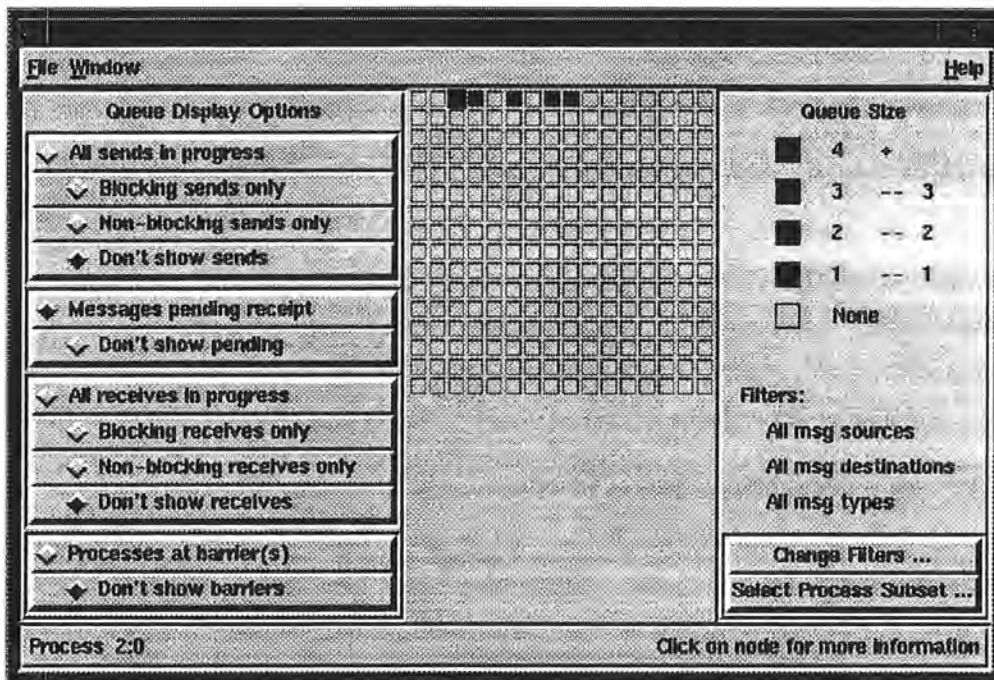 File Window Help
Queue Display Options
All sends in progress
Blocking sends only
Non-blocking sends only
Don't show sends
Messages pending receipt
Don't show pending
All receives in progress
Blocking receives only
Non-blocking receives only
Don't show receives
Processes at barrier(s)
Don't show barriers
Queue Size
4 +
3 -- 3
2 -- 2
1 -- 1
None
Filters:
All msg sources
All msg destinations
All msg types
Change Filters ...
Select Process Subset ...
Process 2:0 Click on node for more information